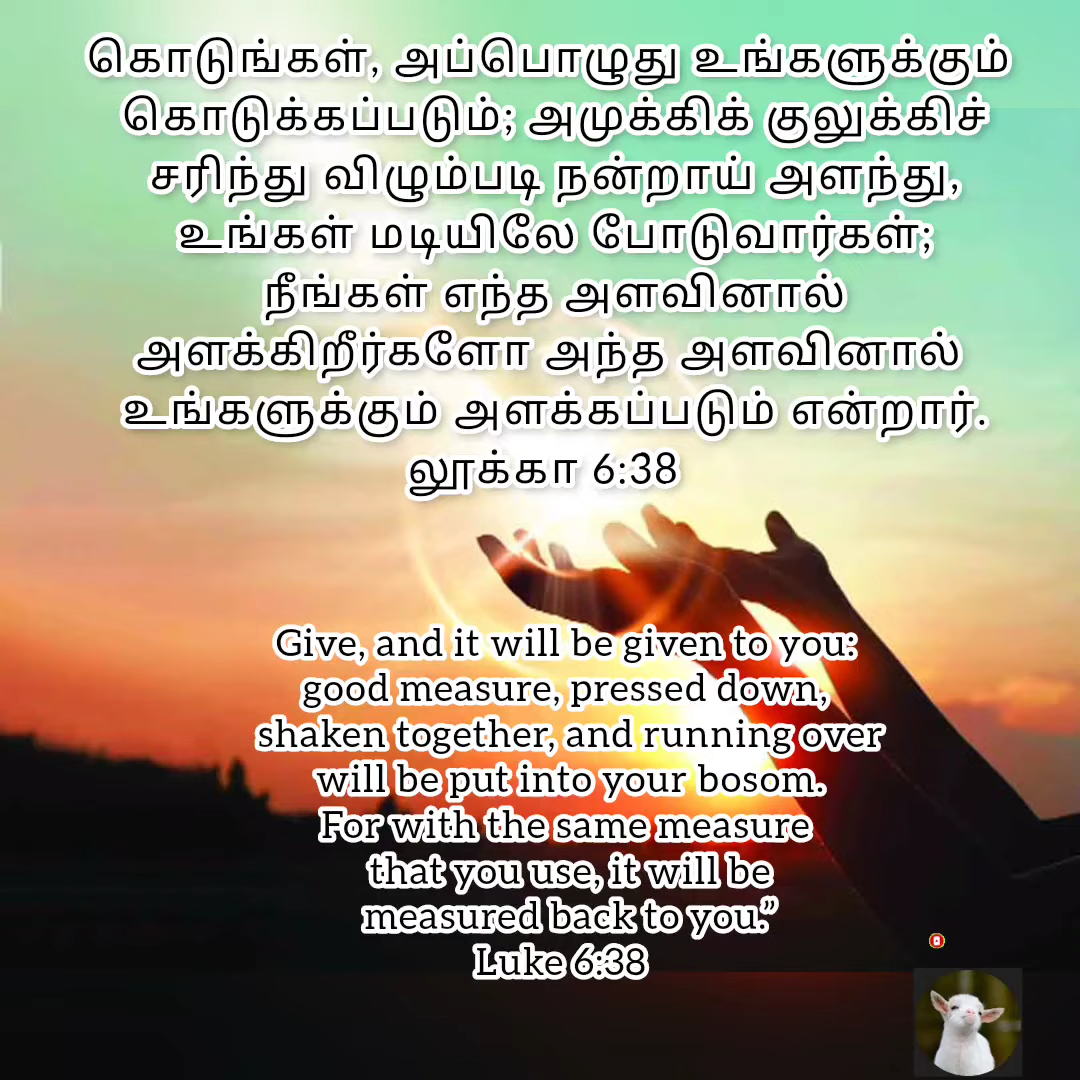 கொடுங்கள், அப்பொழுது உங்களுக்கும்
கொடுக்கப்படும்; அமுக்கிக் குலுக்கிச்
சரிந்து விழும்படி நன்றாய் அளந்து,
உங்கள் மடியிலே போடுவார்கள்;
நீங்கள் எந்த அளவினால்
அளக்கிறீர்களோ அந்த அளவினால்
உங்களுக்கும் அளக்கப்படும் என்றார்.
லூக்கா 6:38
Give, and it will be given to you:
good measure, pressed down,
shaken together, and running over
will be put into your bosom.
For with the same measure
that you use, it will be
measured back to you.”
Luke 6:38